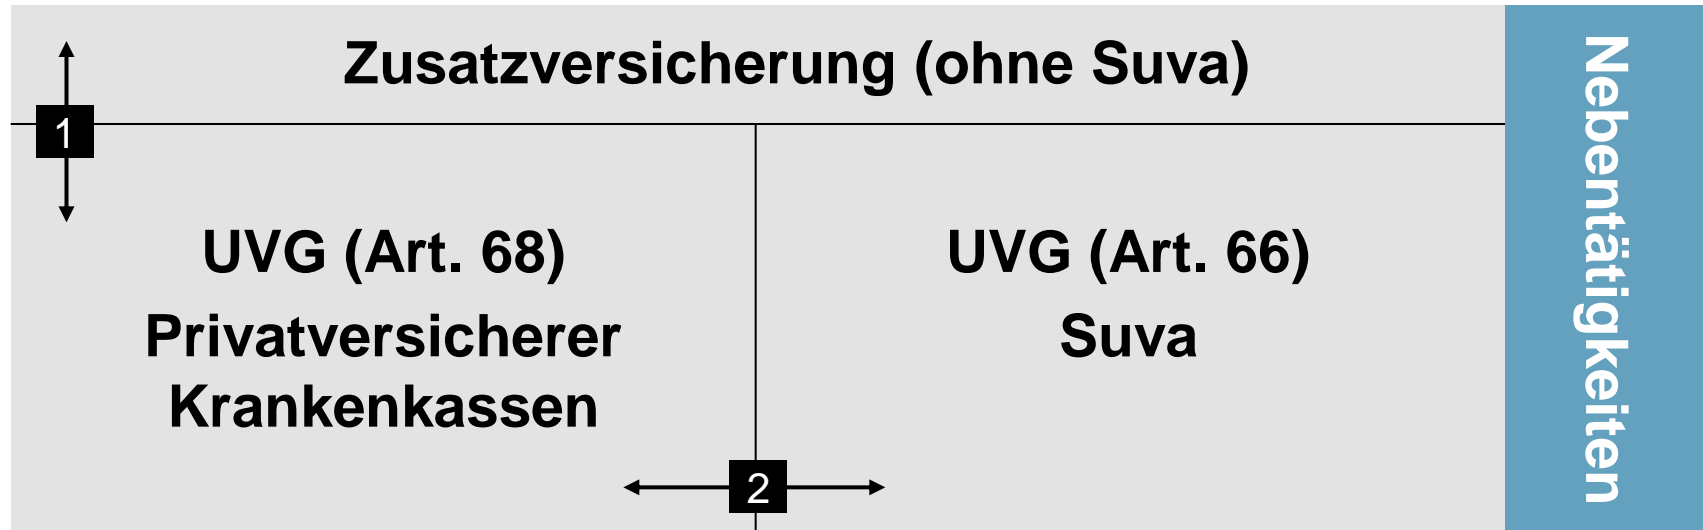 Zusatzversicherung (ohne Suva)
1
UVG (Art. 68)
Privatversicherer
Krankenkassen
UVG (Art. 66)
Suva
2
Nebentätigkeiten